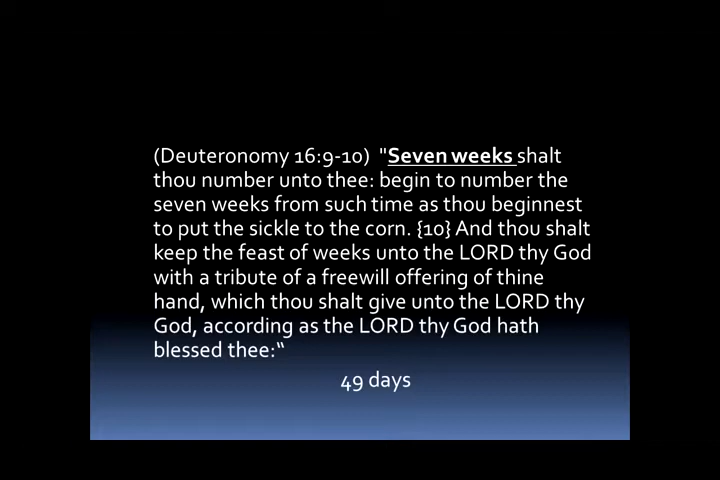 (Deuteronomy 16:9-10)  "Seven weeks shalt
thou number unto thee: begin to number the
seven weeks from such time as thou beginnest
to put the sickle to the corn. {10} And thou shalt
keep the feast of weeks unto the LORD thy God
with a tribute of a freewill offering of thine
hand, which thou shalt give unto the LORD thy
God, according as the LORD thy God hath
blessed thee:“
49 days